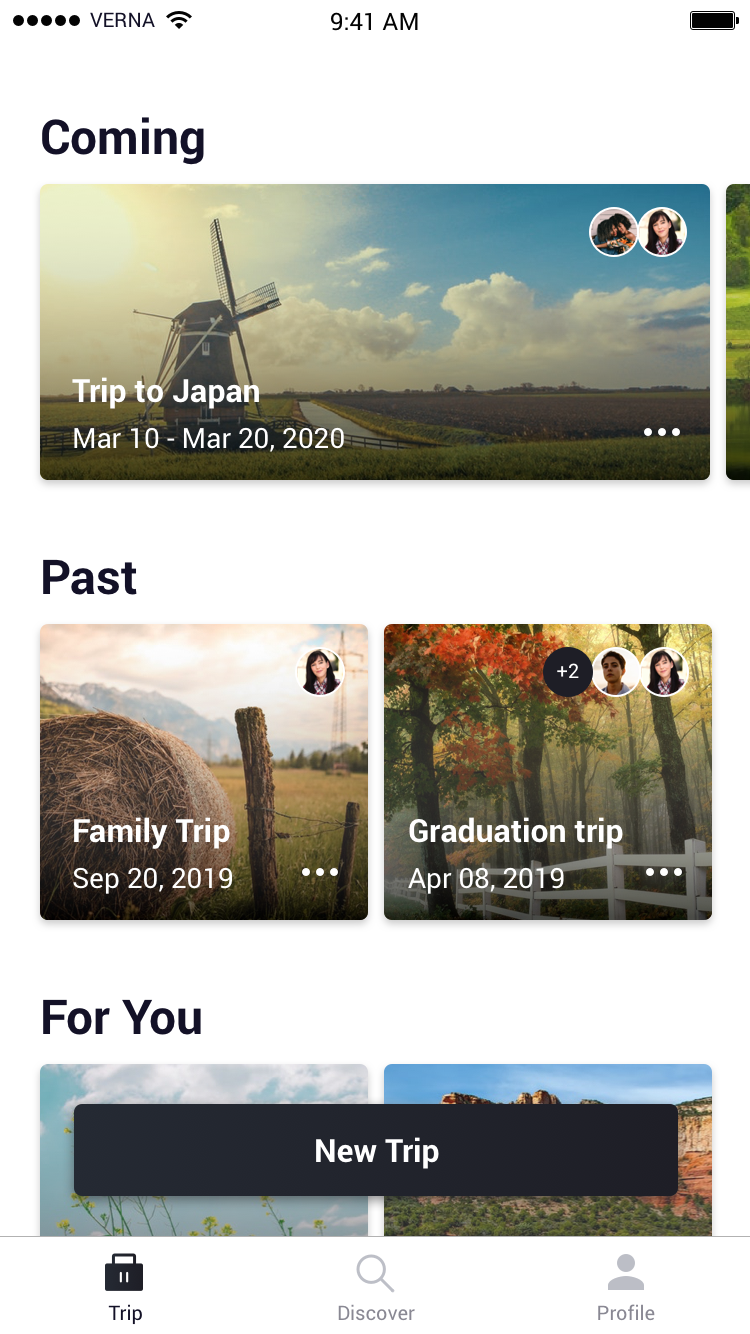 VERNA
9:41 AM
Coming
Trip to Japan
Mar 10 - Mar 20, 2020
Past
+2
Family Trip
Sep 20, 2019
Graduation trip
Apr 08, 2019
For You
New Trip
Trip
Discover
Profile